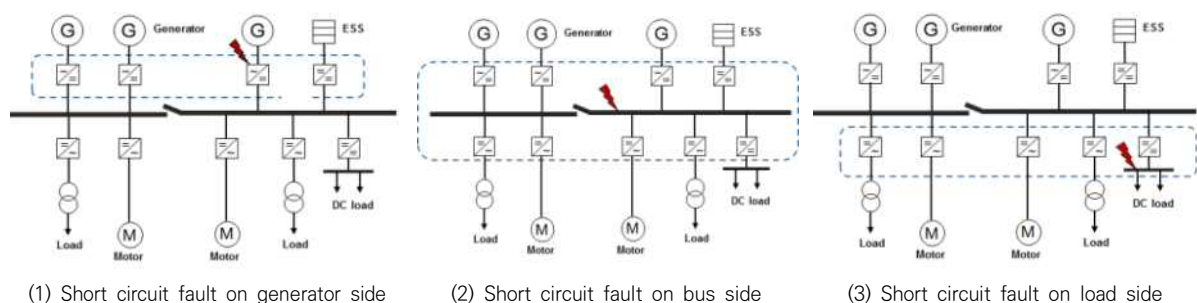 G G Generator G ESS
Load Motor M M Motor Load DC load
(1) Short circuit fault on generator side
G G Generator G ESS
Load M Motor M Motor Load DC load
(2) Short circuit fault on bus side
G G Generator G ESS
Load M Motor M Motor Load DC load
(3) Short circuit fault on load side